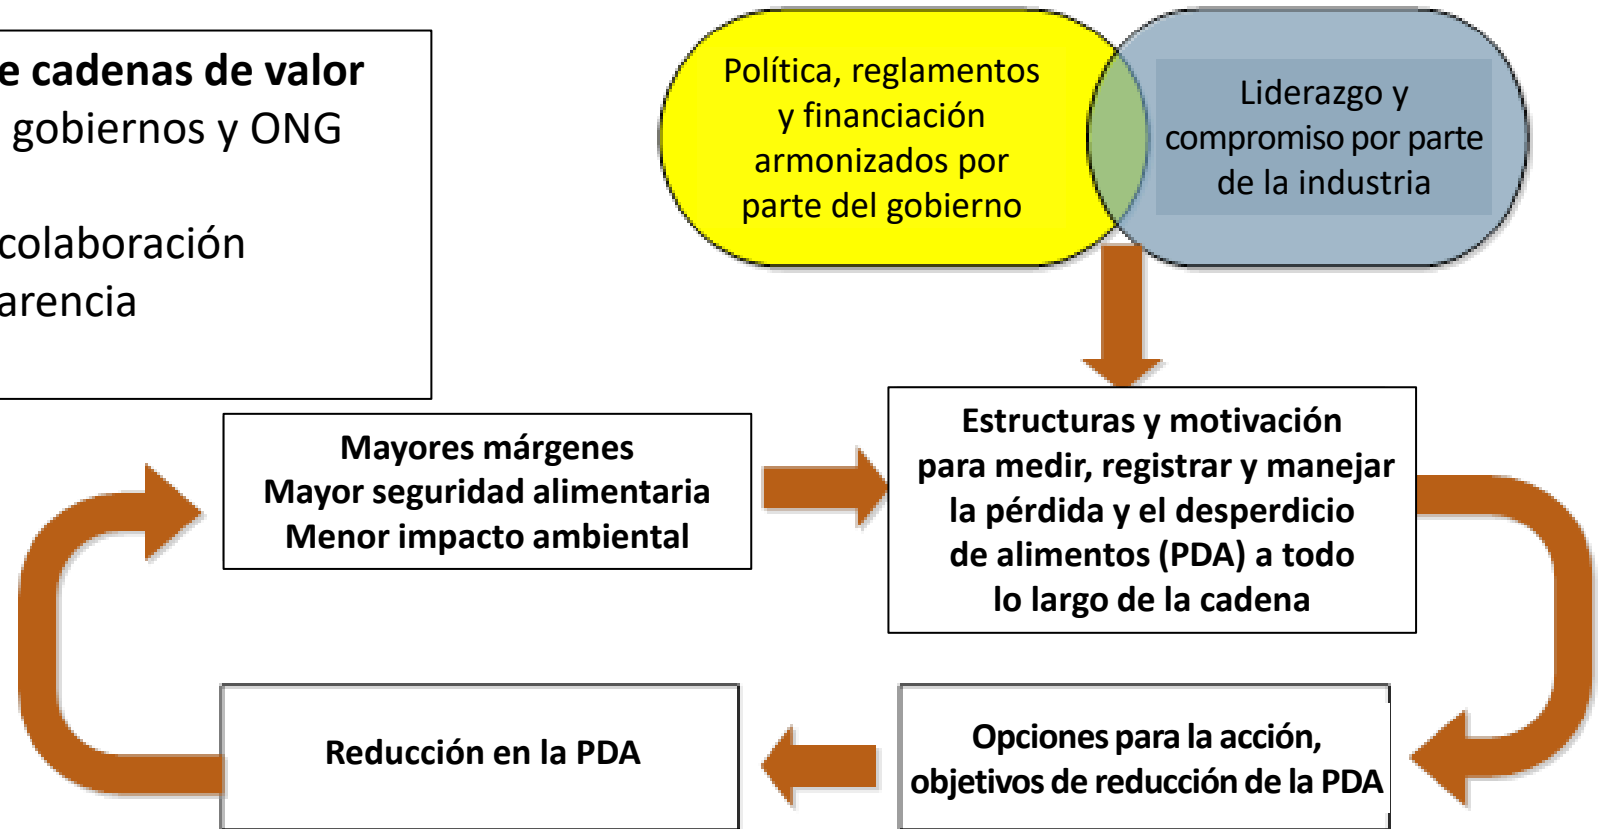 e cadenas de valor
gobiernos y ONG
colaboración
arencia
Política, reglamentos
y financiación
armonizados por
parte del gobierno
Liderazgo y
compromiso por parte
de la industria
Mayores márgenes
Mayor seguridad alimentaria
Menor impacto ambiental
Estructuras y motivación
para medir, registrar y manejar
la pérdida y el desperdicio
de alimentos (PDA) a todo
lo largo de la cadena
Reducción en la PDA
Opciones para la acción,
objetivos de reducción de la PDA